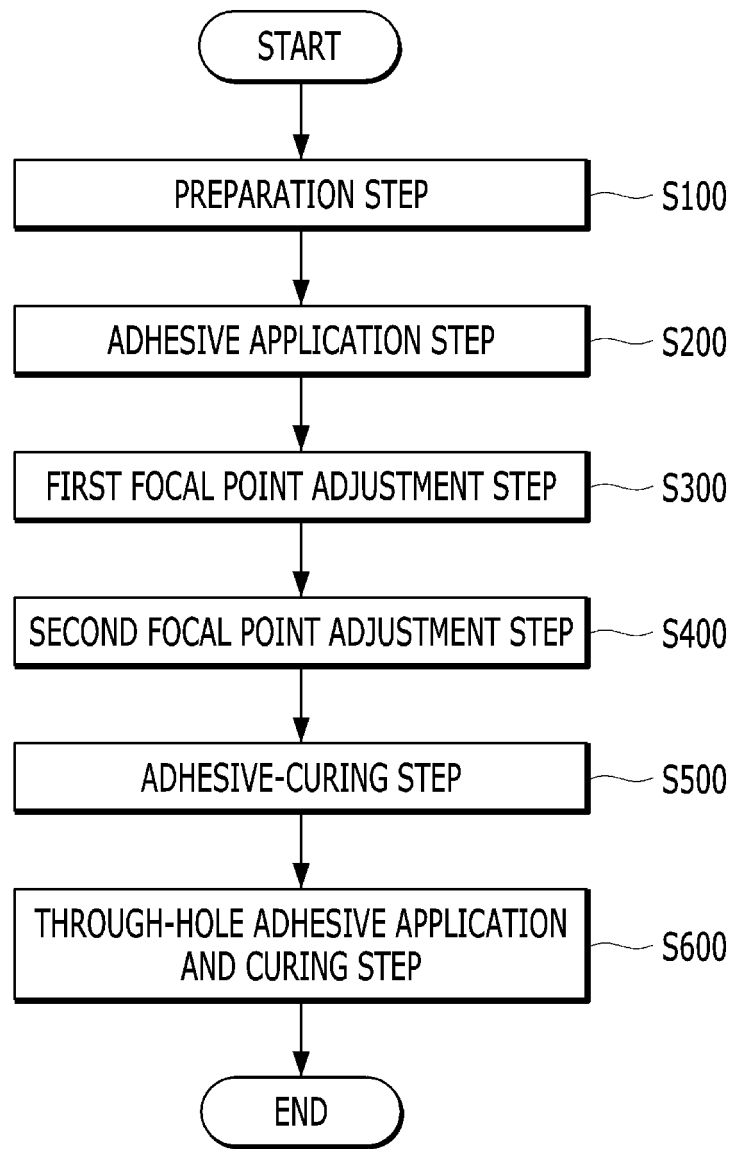 START
PREPARATION STEP
S100
ADHESIVE APPLICATION STEP
S200
FIRST FOCAL POINT ADJUSTMENT STEP
S300
SECOND FOCAL POINT ADJUSTMENT STEP
S400
ADHESIVE-CURING STEP
S500
THROUGH-HOLE ADHESIVE APPLICATION
AND CURING STEP
S600
END